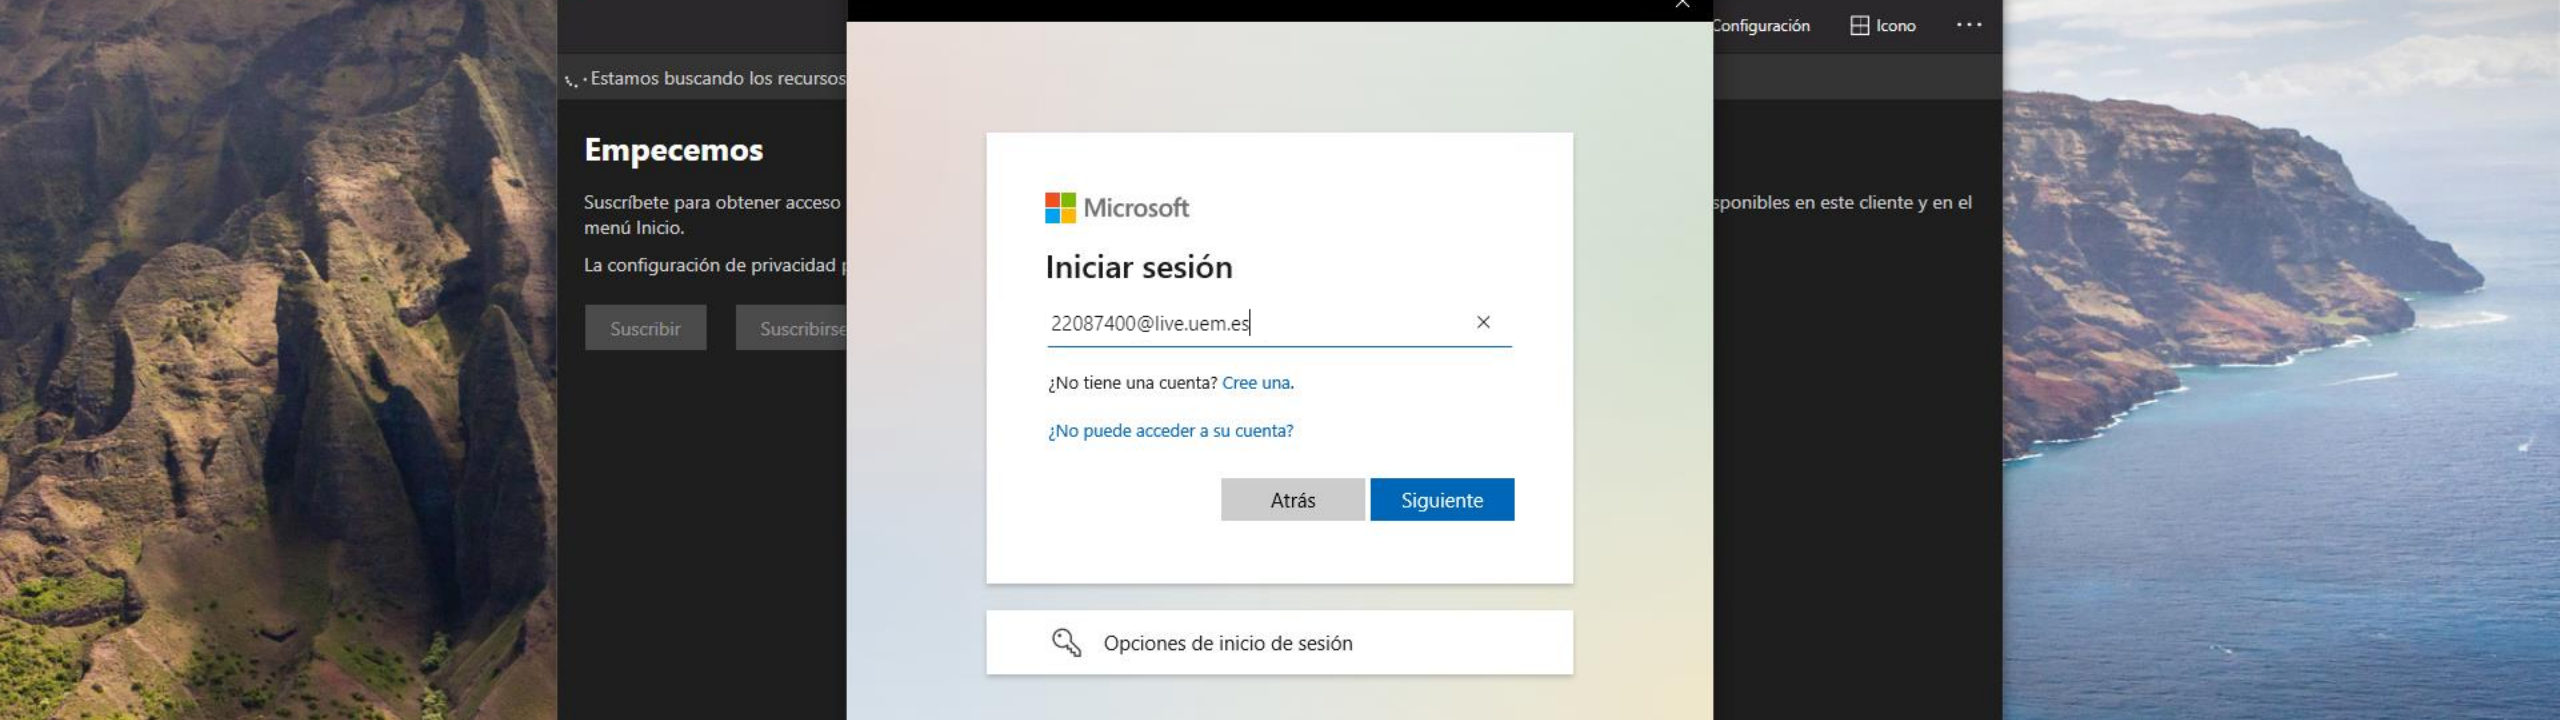 Configuración
Icono
Estamos buscando los recursos
Empecemos
Suscríbete para obtener acceso
sponibles en este cliente y en el
menú Inicio.
La configuración de privacidad p
Suscribir
Suscribirse
Microsoft
Iniciar sesión
22087400@live.uem.es
¿No tiene una cuenta? Cree una.
¿No puede acceder a su cuenta?
Atrás
Siguiente
Opciones de inicio de sesión